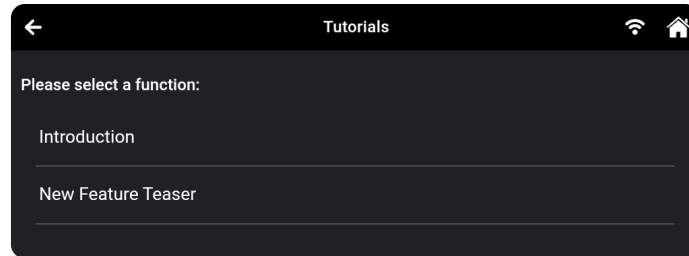 Tutorials
Please select a function:
Introduction
New Feature Teaser